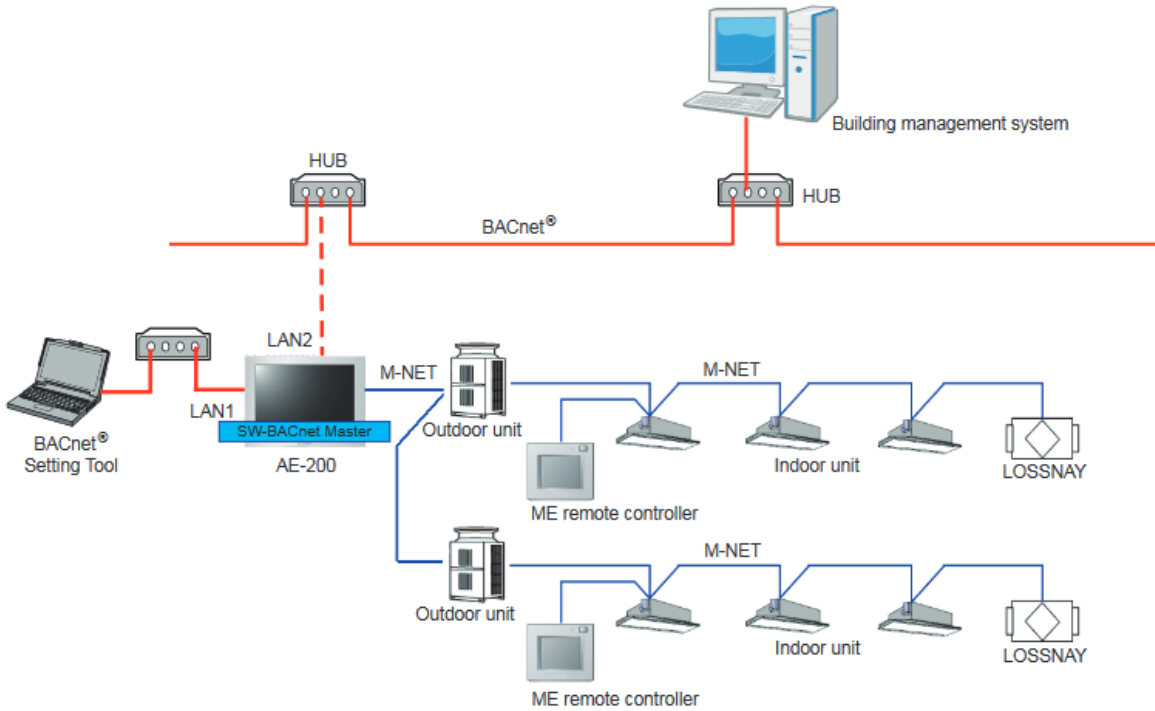 Building management system
HUB
HUB
BACnet®
LAN2
M-NET
M-NET
LAN1
SW-BACnet Master
Outdoor unit
BACnet®
Setting Tool
AE-200
Indoor unit
LOSSNAY
ME remote controller
M-NET
Outdoor unit
Indoor unit
LOSSNAY
ME remote controller